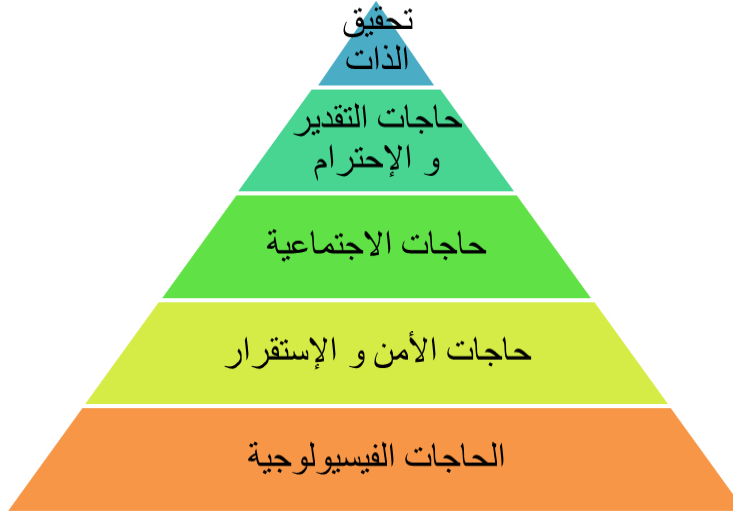 تحقيق
الذات
حاجات التقدير
و الإحترام
حاجات الاجتماعية
حاجات الأمن و الإستقرار
الحاجات الفيسيولوجية